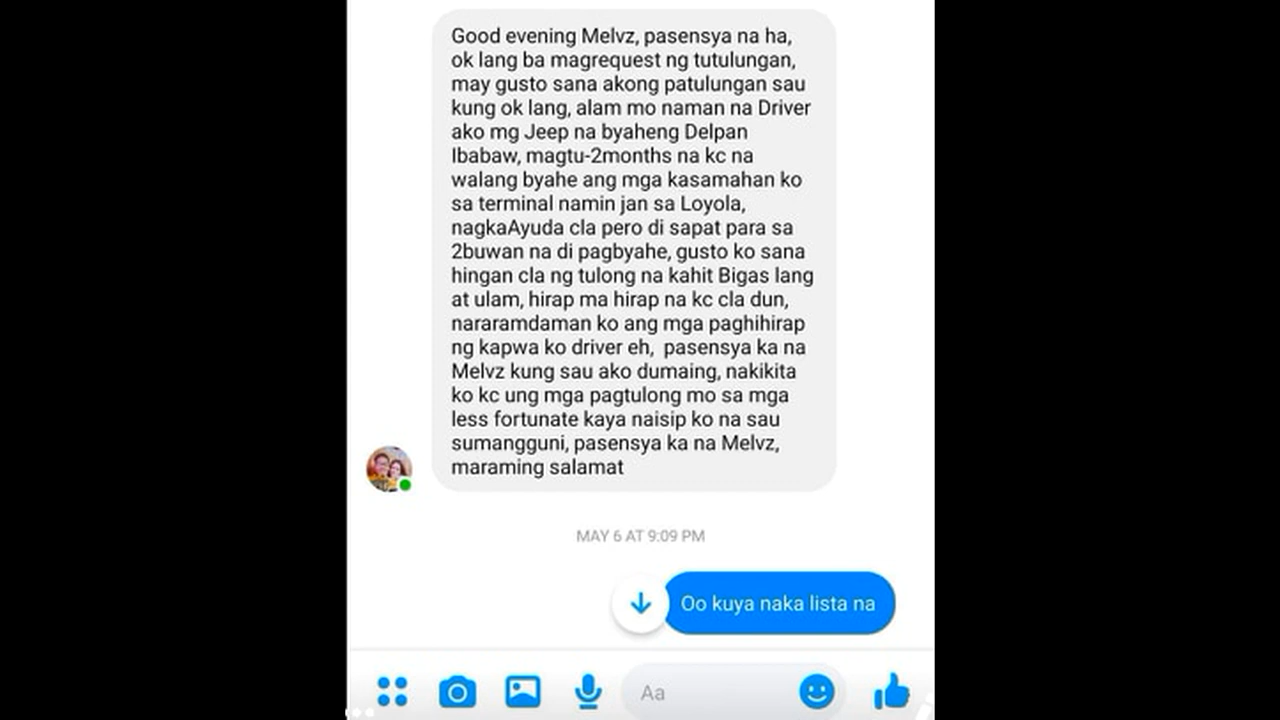 Good evening Melvz, pasensya na ha,
ok lang ba magrequest ng tutulungan,
may gusto sana akong patulungan sau
kung ok lang, alam mo naman na Driver
ako mg Jeep na byaheng Delpan
Ibabaw, magtu-2months na kc na
walang byahe ang mga kasamahan ko
sa terminal namin jan sa Loyola,
nagkaAyuda cla pero di sapat para sa
2buwan na di pagbyahe, gusto ko sana
hingan cla ng tulong na kahit Bigas lang
at ulam, hirap ma hirap na kc cla dun,
nararamdaman ko ang mga paghihirap
ng kapwa ko driver eh,  pasensya ka na
Melvz kung sau ako dumaing, nakikita
ko kc ung mga pagtulong mo sa mga
less fortunate kaya naisip ko na sau
sumangguni, pasensya ka na Melvz,
maraming salamat
MAY 6 AT 9:09 PM
Oo kuya naka lista na
Aa